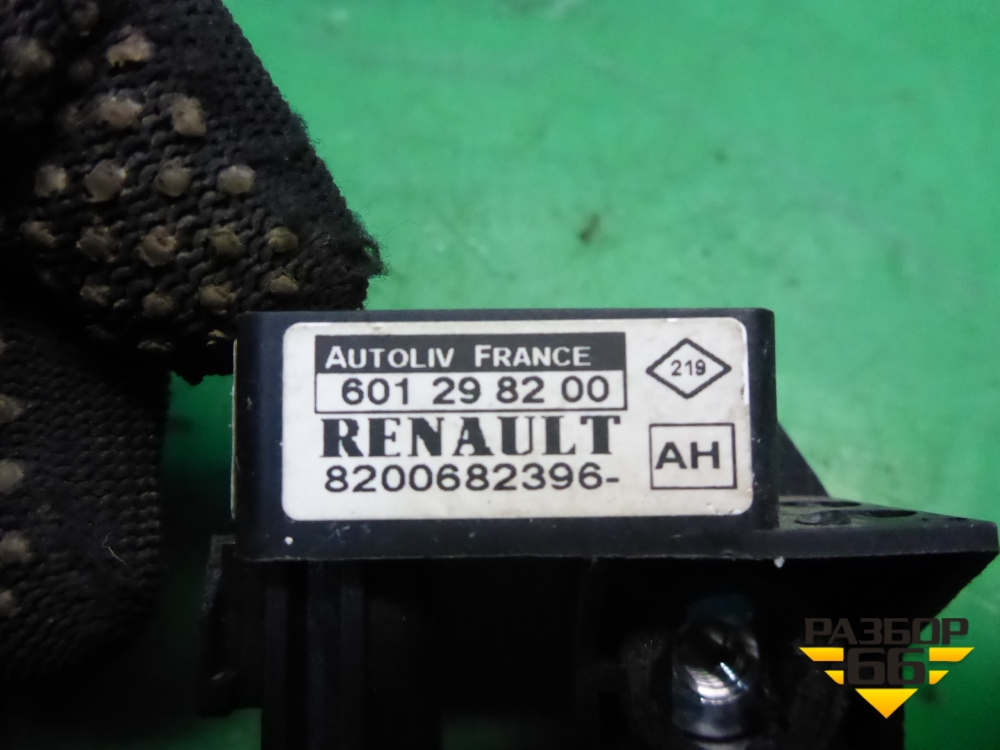 AUTOLIV FRANCE
601 29 82 00
RENAULT
8200682396-
219
AH
РАЗБОР
66